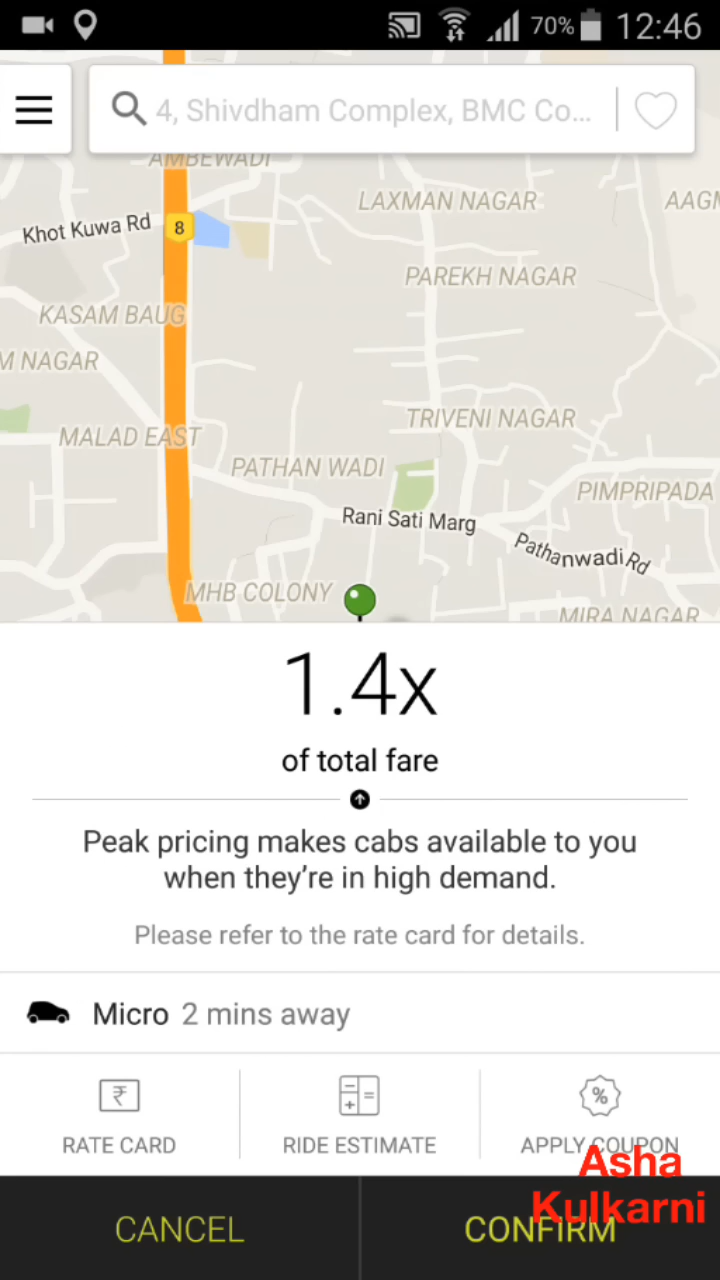 70% 12:46
4, Shivdham Complex, BMC Co...
AMBEWADI
LAXMAN NAGAR
AAGM
Khot Kuwa Rd
8
PAREKH NAGAR
KASAM BAUG
M NAGAR
TRIVENI NAGAR
MALAD EAST
PATHAN WADI
PIMPRIPADA
Rani Sati Marg
Pathanwadi Rd
MHB COLONY
MIRA NAGAR
1.4x
of total fare
Peak pricing makes cabs available to you
when they're in high demand.
Please refer to the rate card for details.
Micro 2 mins away
RATE CARD
RIDE ESTIMATE
APPLY COUPON
Asha
Kulkarni
CANCEL
CONFIRM